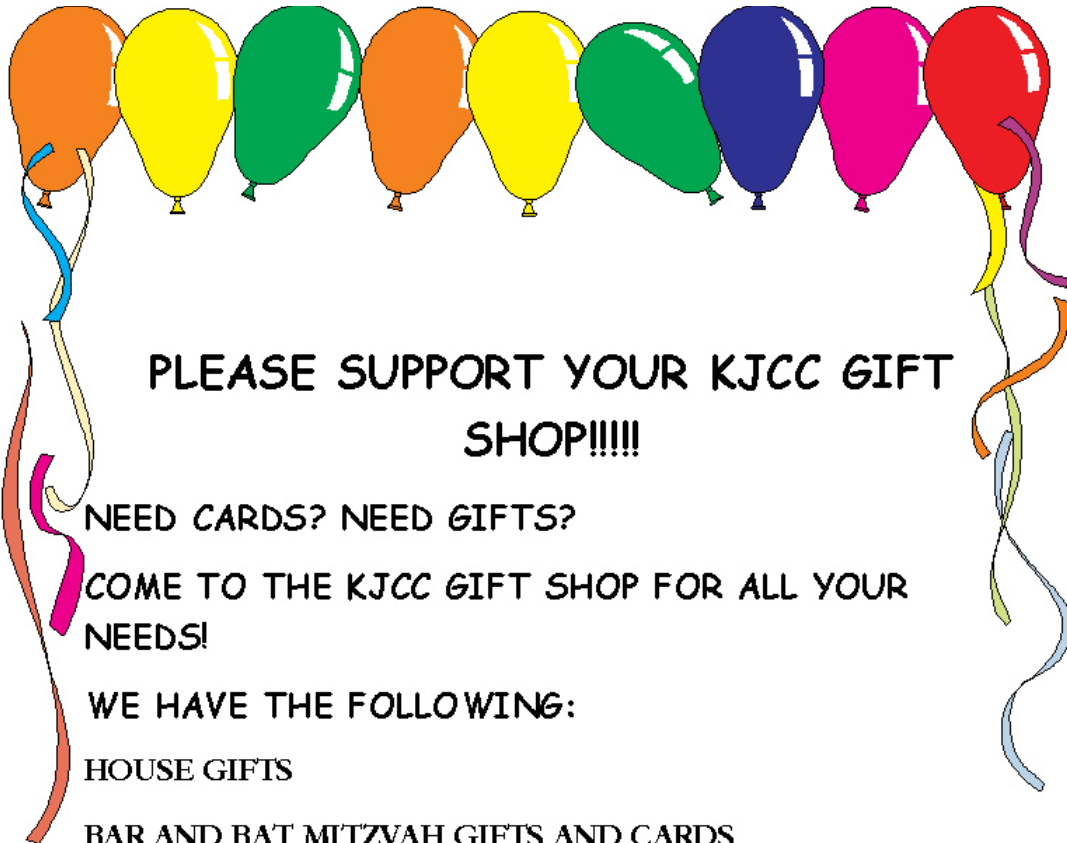 PLEASE SUPPORT YOUR KJCC GIFT
SHOP!!!!!
NEED CARDS? NEED GIFTS?
COME TO THE KJCC GIFT SHOP FOR ALL YOUR
NEEDS!
WE HAVE THE FOLLOWING:
HOUSE GIFTS
BAR AND BAT MITZVAH GIFTS AND CARDS